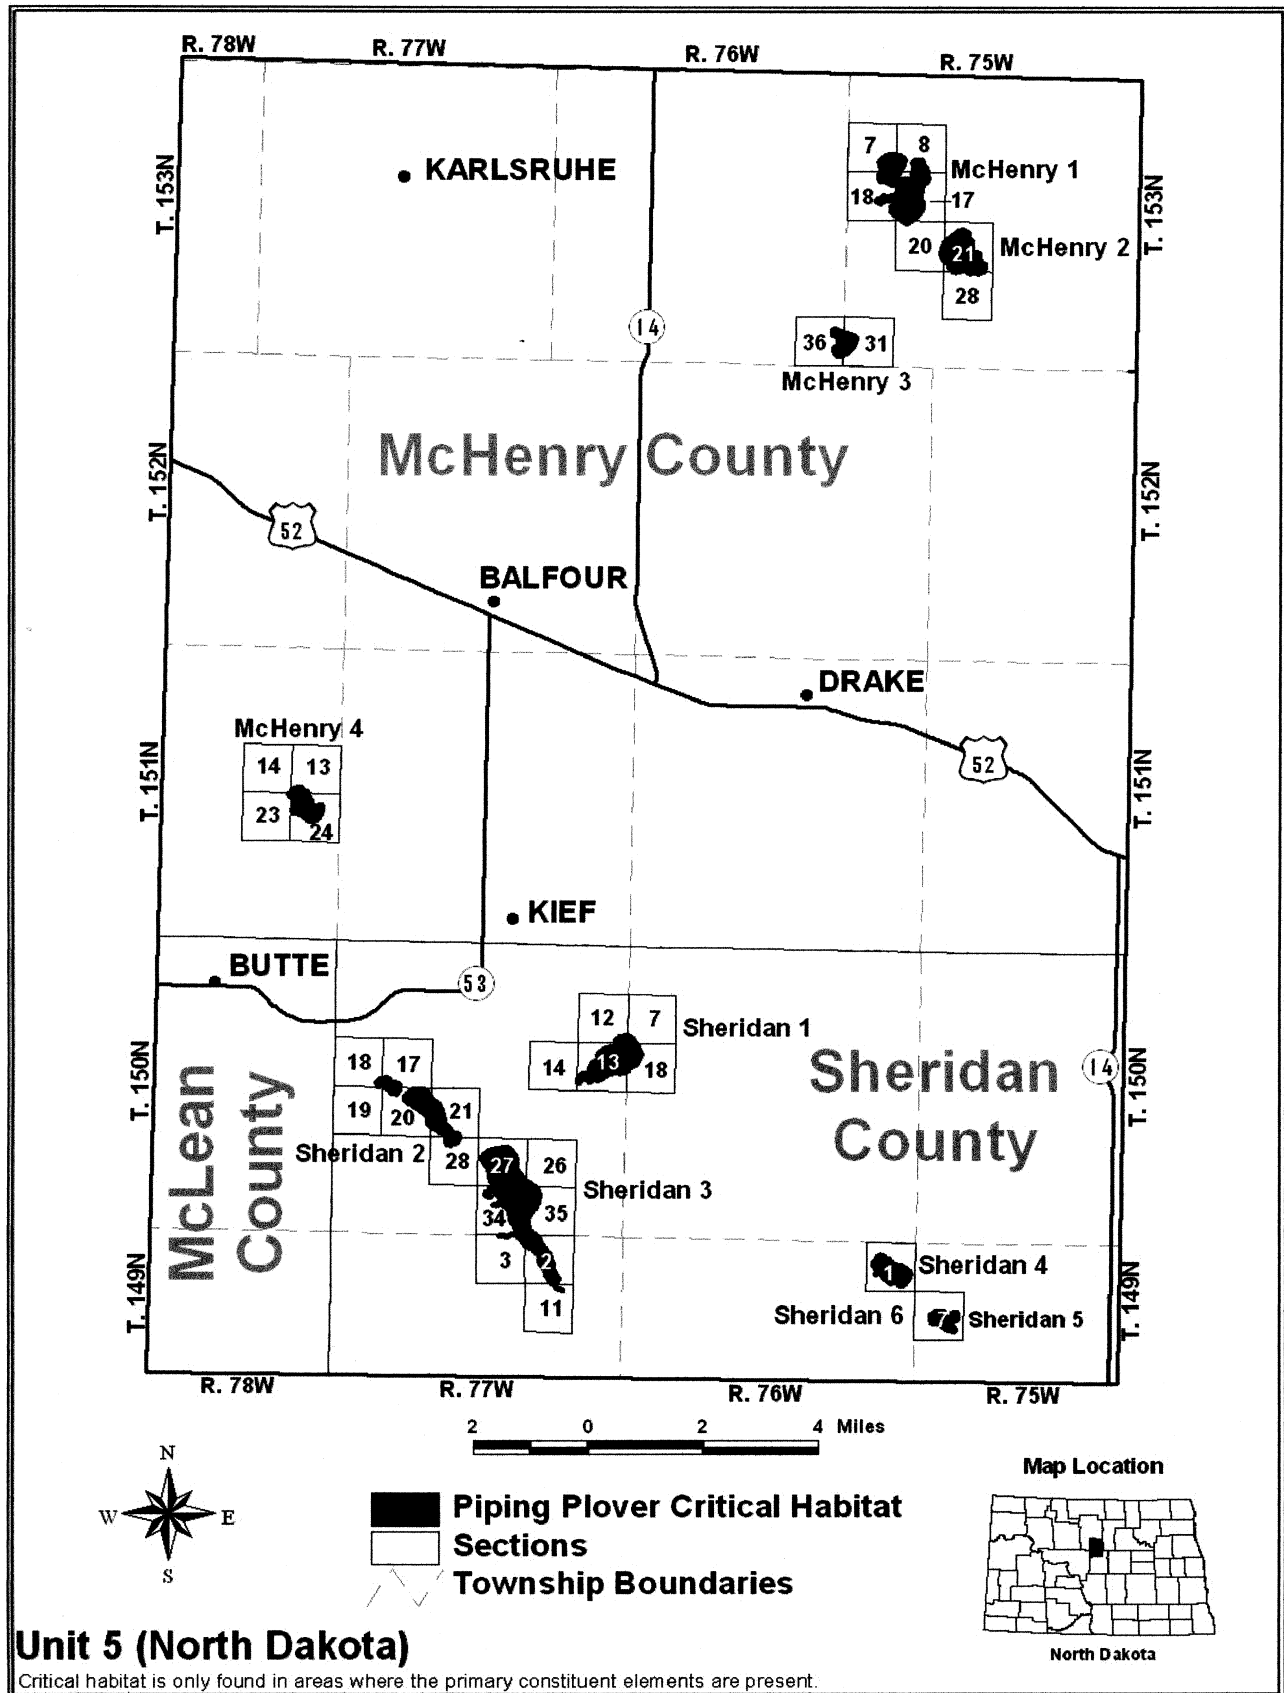 R. 78W
R. 77W
R. 76W
R. 75W
T. 153N
KARLSRUHE
7
8
McHenry 1
18
17
T. 153N
20
21
McHenry 2
28
14
36
31
McHenry 3
McHenry County
T. 152N
T. 152N
52
BALFOUR
DRAKE
McHenry 4
14
13
52
T. 151N
T. 151N
23
24
KIEF
BUTTE
53
12
7
Sheridan 1
18
17
14
13
18
Sheridan
County
14
T. 150N
T. 150N
McLean
County
19
20
21
Sheridan 2
28
27
26
Sheridan 3
34
35
3
2
1
Sheridan 4
T. 149N
T. 149N
11
Sheridan 6
7
Sheridan 5
R. 78W
R. 77W
R. 76W
R. 75W
2
0
2
4
Miles
N
W
E
S
Map Location
Piping Plover Critical Habitat
Sections
Township Boundaries
North Dakota
Unit 5 (North Dakota)
Critical habitat is only found in areas where the primary constituent elements are present.